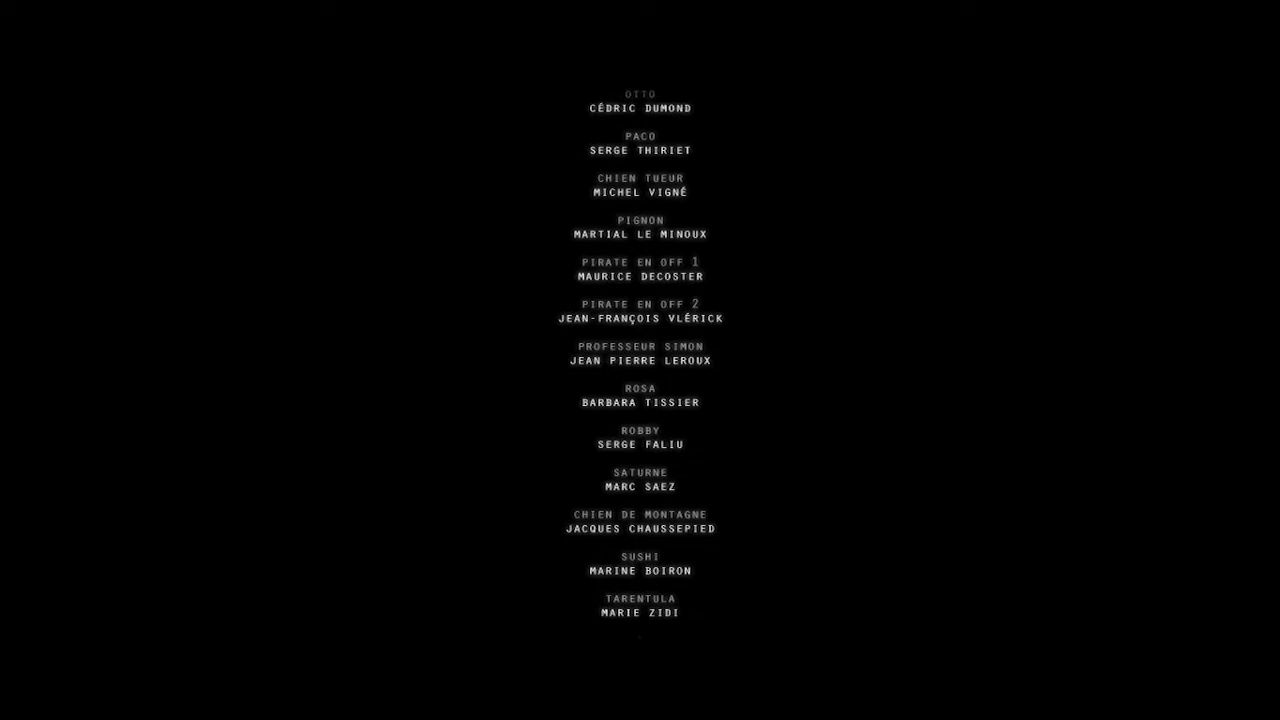 OTTO
CÉDRIC DUMOND
PACO
SERGE THIRIET
CHIEN TUEUR
MICHEL VIGNÉ
PIGNON
MARTIAL LE MINOUX
PIRATE EN OFF 1
MAURICE DECOSTER
PIRATE EN OFF 2
JEAN-FRANÇOIS VLÉRICK
PROFESSEUR SIMON
JEAN PIERRE LEROUX
ROSA
BARBARA TISSIER
ROBBY
SERGE FALIU
SATURNE
MARC SAEZ
CHIEN DE MONTAGNE
JACQUES CHAUSSEPIED
SUSHI
MARINE BOIRON
TARENTULA
MARIE ZIDI